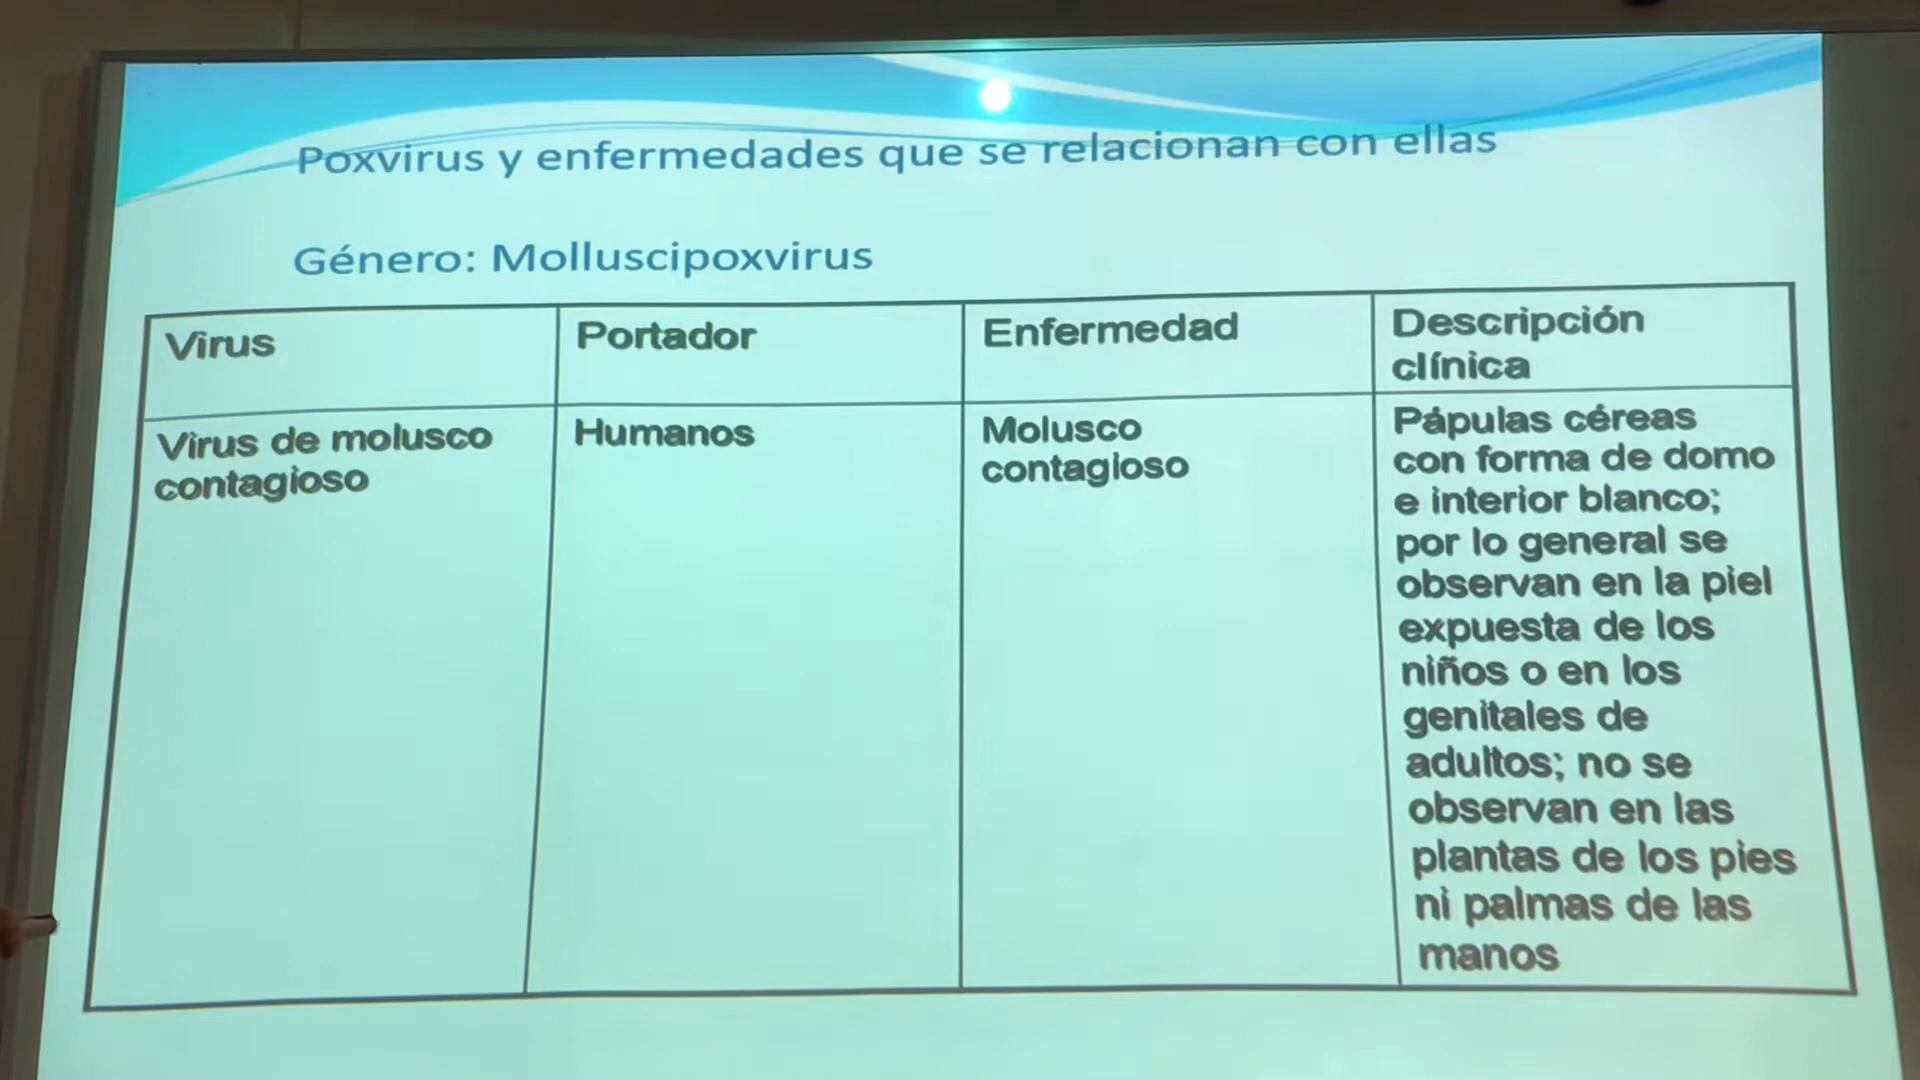 Poxvirus y enfermedades que se relacionan con ellas
Género: Molluscipoxvirus
Virus
Portador
Enfermedad
Descripción
clínica
Virus de molusco
contagioso
Humanos
Molusco
contagioso
Pápulas céreas
con forma de domo
e interior blanco;
por lo general se
observan en la piel
expuesta de los
niños o en los
genitales de
adultos; no se
observan en las
plantas de los pies
ni palmas de las
manos